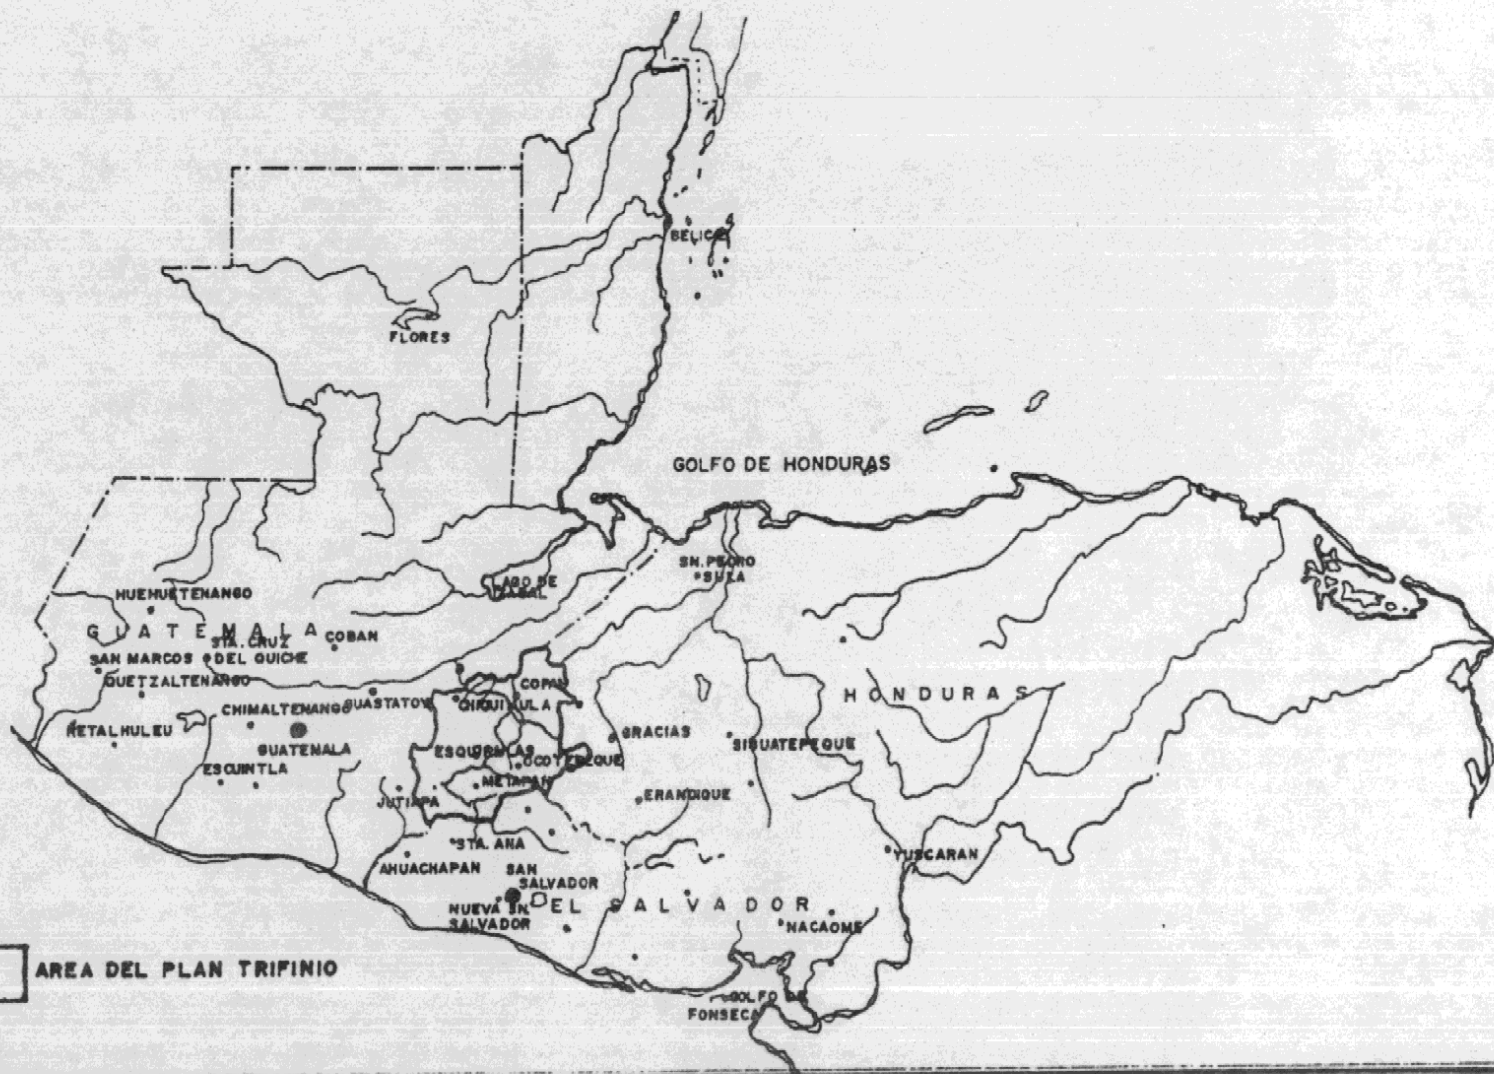 BELICE
FLORES
GOLFO DE HONDURAS
SN. PEDRO
SULA
LAGO DE
IZABAL
HUEHUETENANGO
GUATEMALA
STA. CRUZ
DEL QUICHE
COBAN
SAN MARCOS
QUETZALTENANGO
COPAN
HONDURAS
CHIMALTENANGO
GUASTATOY
CHIQUIMULA
RETALHULEU
GRACIAS
SIGUATEPEQUE
GUATEMALA
ESQUIPULAS
OCOTEPEQUE
ESCUINTLA
METAPAN
JUTIAPA
ERANDIQUE
STA. ANA
YUSCARAN
AHUACHAPAN
SAN
SALVADOR
EL SALVADOR
NUEVA SN.
SALVADOR
NACAOME
AREA DEL PLAN TRIFINIO
GOLFO DE
FONSECA